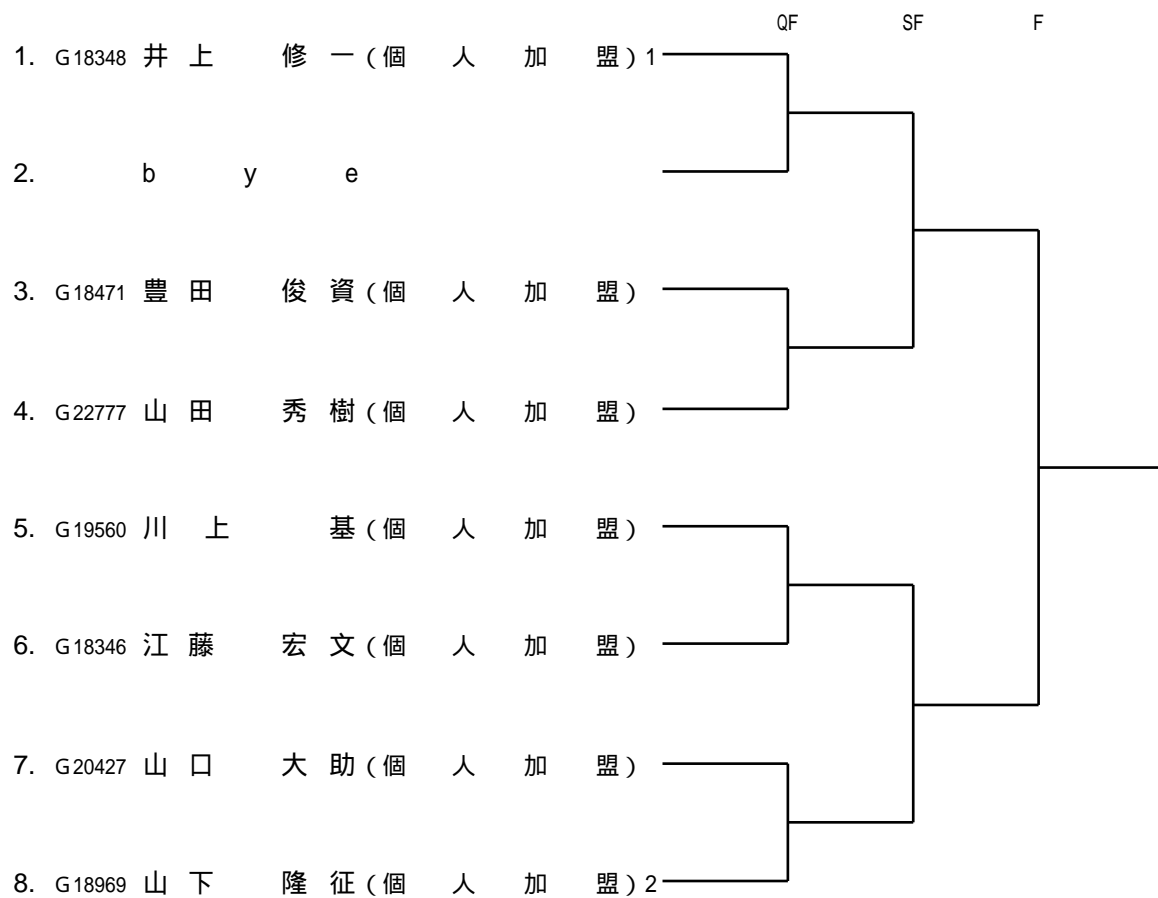 QF SF F
1. G18348 井上 修一(個人加盟)1
2. bye
3. G18471 豊田 俊資(個人加盟)
4. G22777 山田 秀樹(個人加盟)
5. G19560 川上 基(個人加盟)
6. G18346 江藤 宏文(個人加盟)
7. G20427 山口 大助(個人加盟)
8. G18969 山下 隆征(個人加盟)2